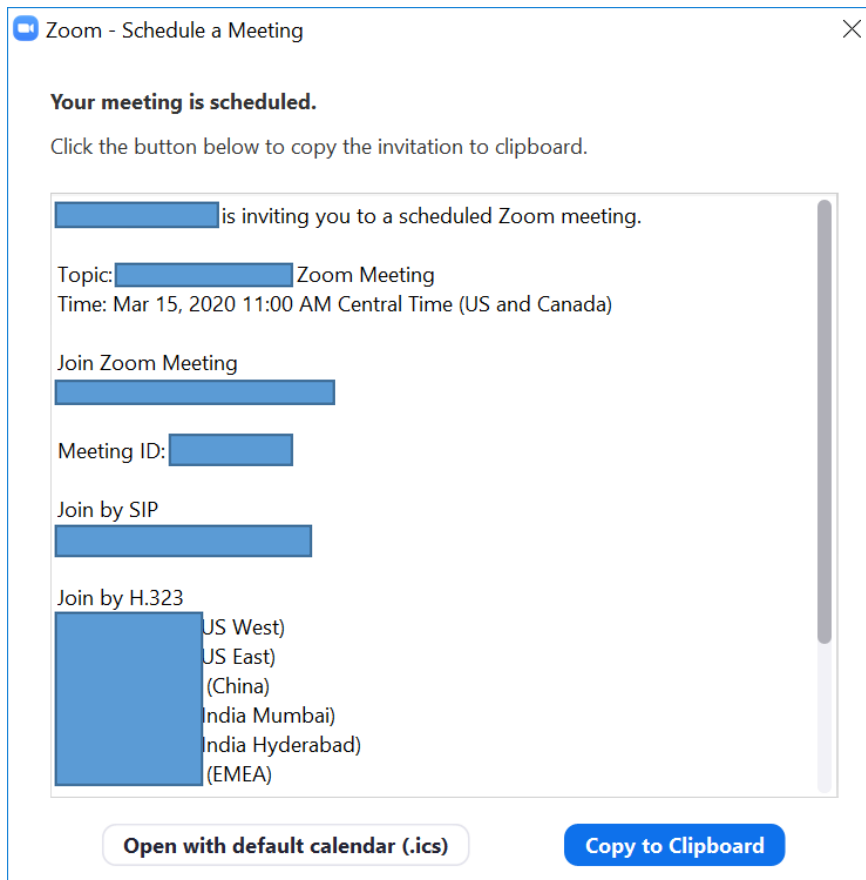 Zoom - Schedule a Meeting
Your meeting is scheduled.
Click the button below to copy the invitation to clipboard.
is inviting you to a scheduled Zoom meeting.
Topic: Zoom Meeting
Time: Mar 15, 2020 11:00 AM Central Time (US and Canada)
Join Zoom Meeting
Meeting ID:
Join by SIP
Join by H.323
US West)
US East)
(China)
India Mumbai)
India Hyderabad)
(EMEA)
Open with default calendar (.ics)
Copy to Clipboard